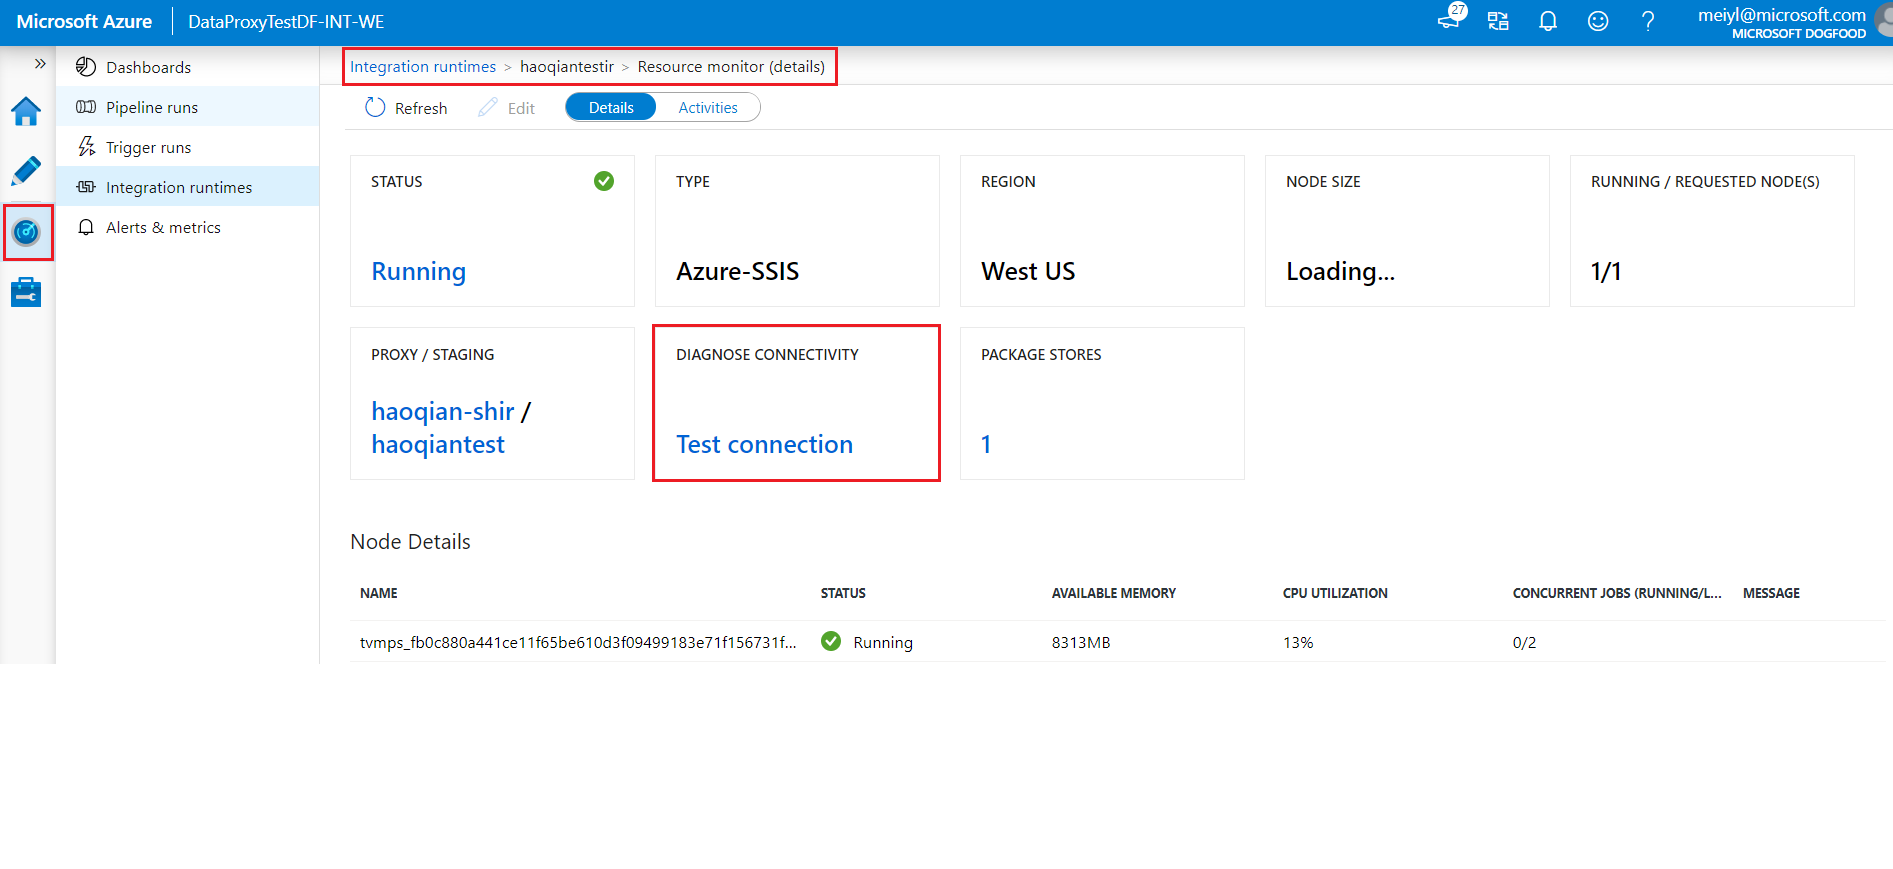 Microsoft Azure DataProxyTestDF-INT-WE 27 meiyl@microsoft.com
MICROSOFT DOGFOOD
Dashboards
Pipeline runs
Trigger runs
Integration runtimes
Alerts & metrics
Integration runtimes > haoqiantestir > Resource monitor (details)
Refresh Edit Details Activities
STATUS
Running
TYPE
Azure-SSIS
REGION
West US
NODE SIZE
Loading...
RUNNING / REQUESTED NODE(S)
1/1
PROXY / STAGING
haoqian-shir /
haoqiantest
DIAGNOSE CONNECTIVITY
Test connection
PACKAGE STORES
1
Node Details
NAME STATUS AVAILABLE MEMORY CPU UTILIZATION CONCURRENT JOBS (RUNNING/L... MESSAGE
tvmps_fb0c880a441ce11f65be610d3f09499183e71f156731f... Running 8313MB 13% 0/2